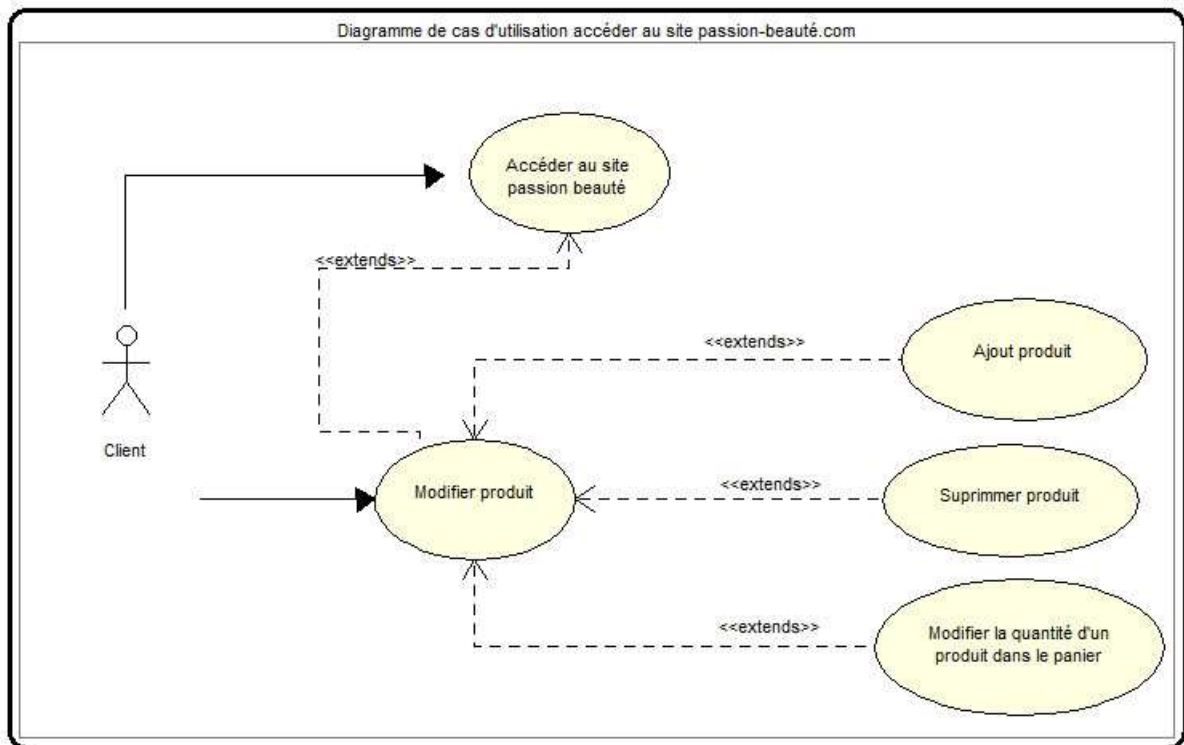 Diagramme de cas d'utilisation accéder au site passion-beauté.com
Accéder au site
passion beauté
<<extends>>
<<extends>>
Ajout produit
Client
Modifier produit
<<extends>>
Suprimmer produit
<<extends>>
Modifier la quantité d'un
produit dans le panier